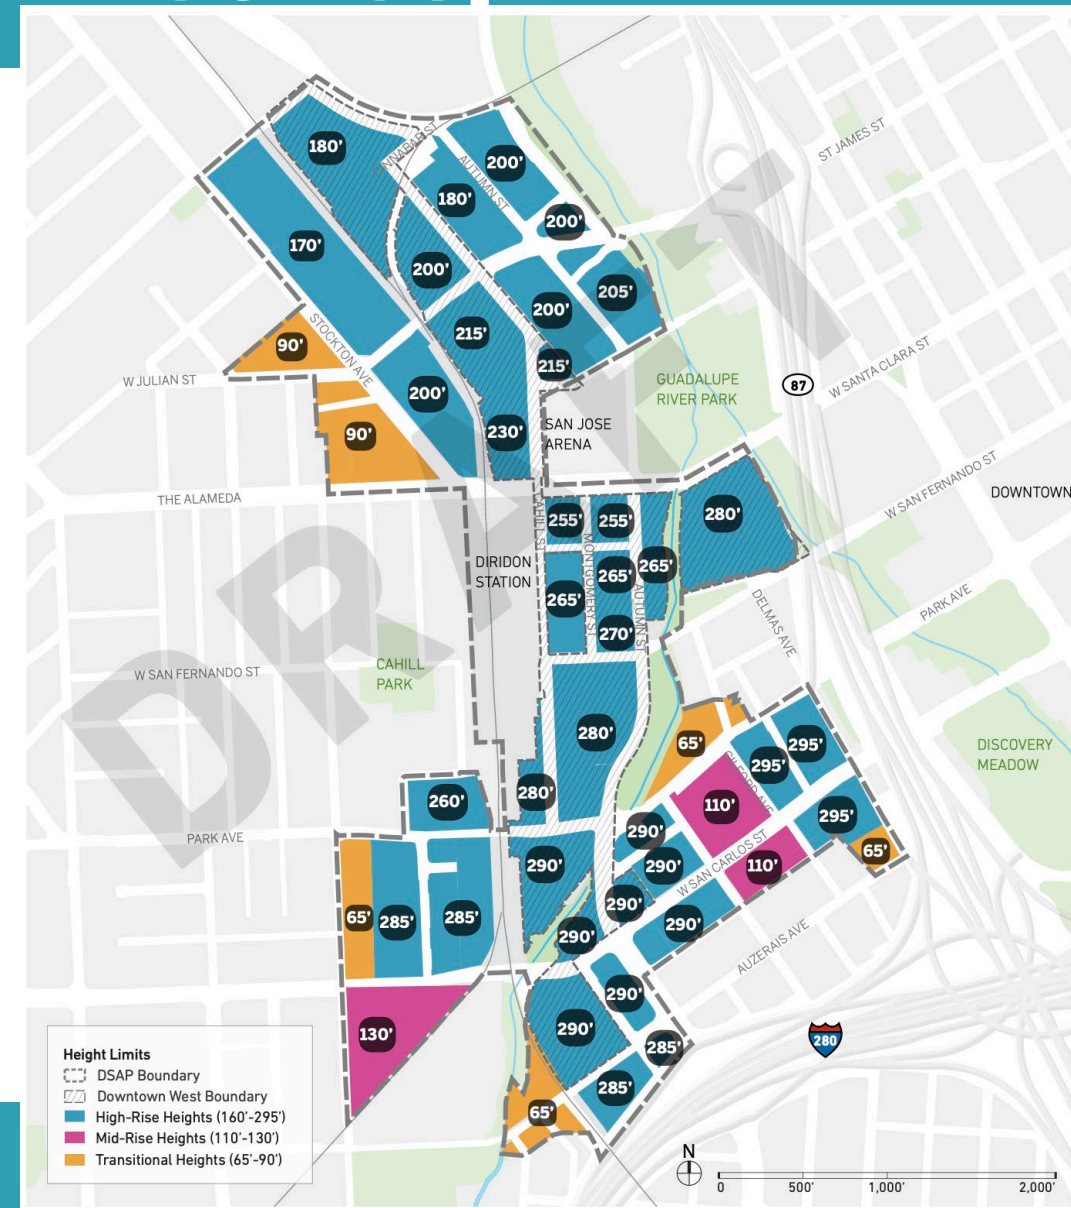 ST JAMES ST
180'
CINNABAR ST
200'
AUTUMN ST
180'
200'
170'
200'
205'
200'
215'
90'
STOCKTON AVE
215'
W JULIAN ST
200'
GUADALUPE
RIVER PARK
87
W SANTA CLARA ST
90'
230'
SAN JOSE
ARENA
W SAN FERNANDO ST
THE ALAMEDA
DOWNTOWN
CAHILL ST
255'
255'
280'
MONTGOMERY ST
DIRIDON
STATION
265'
265'
265'
AUTUMN ST
270'
DELMAS AVE
PARK AVE
W SAN FERNANDO ST
CAHILL
PARK
280'
65'
295'
295'
DISCOVERY
MEADOW
GIFFORD AVE
260'
280'
110'
295'
PARK AVE
290'
290'
290'
W SAN CARLOS ST
110'
65'
65'
285'
285'
290'
290'
290'
AUZERAIS AVE
290'
130'
290'
285'
280
285'
65'
DRAFT
Height Limits
DSAP Boundary
Downtown West Boundary
High-Rise Heights (160'-295')
Mid-Rise Heights (110'-130')
Transitional Heights (65'-90')
N
0 500' 1,000' 2,000'